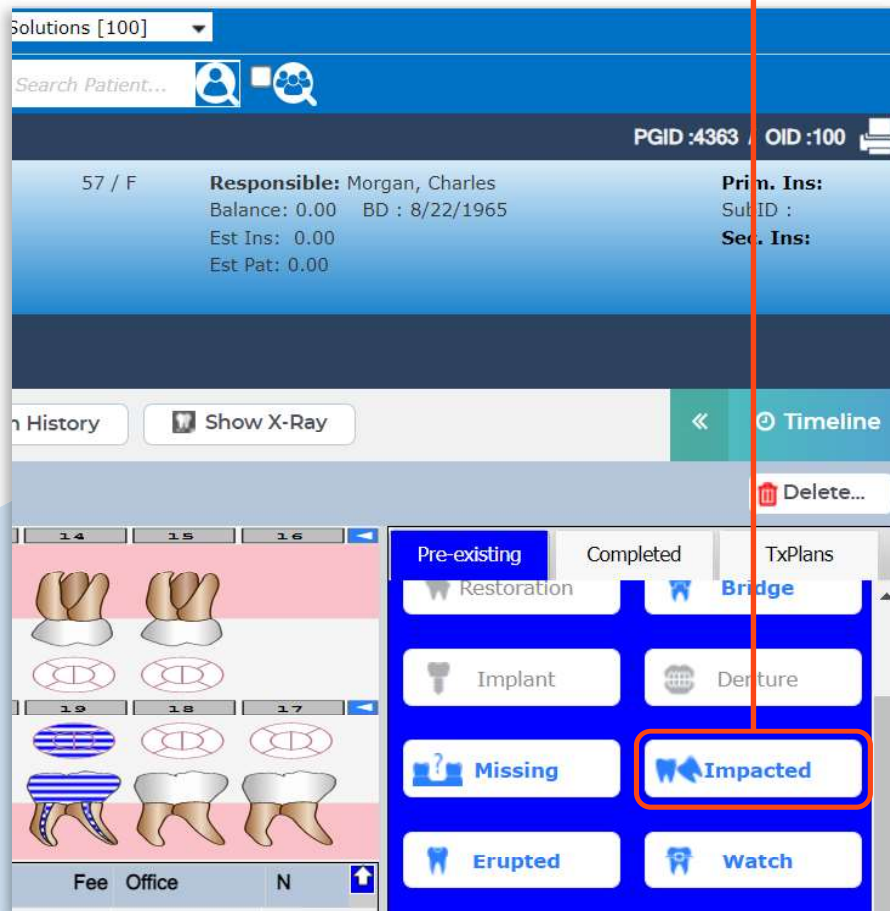 Solutions [100]
Search Patient...
PGID :4363 / OID :100
57 / F
Responsible: Morgan, Charles
Prim. Ins:
Balance: 0.00 BD : 8/22/1965
SubID :
Est Ins: 0.00
Sec. Ins:
Est Pat: 0.00
History
Show X-Ray
« Timeline
Delete...
14 15 16
Pre-existing Completed TxPlans
Restoration Bridge
Implant Denture
19 18 17
? Missing Impacted
Erupted Watch
Fee Office N